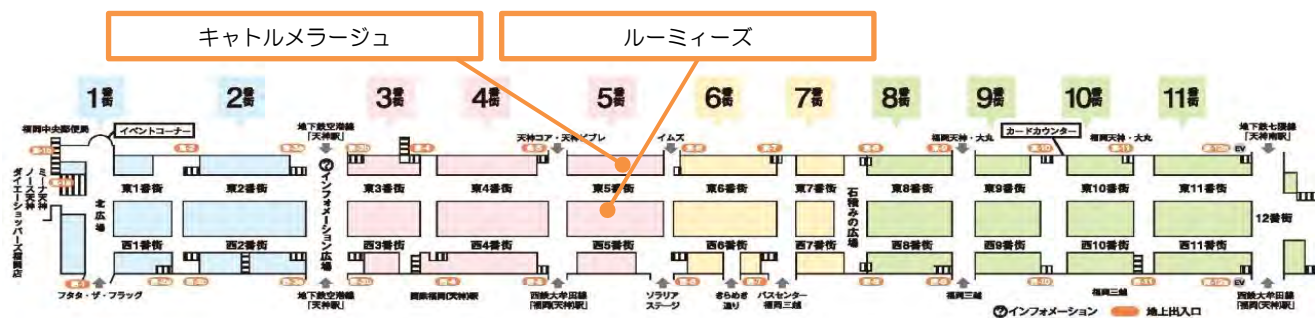 キャトルメラージュ
ルーミィーズ
1番街
2番街
3番街
4番街
5番街
6番街
7番街
8番街
9番街
10番街
11番街
福岡中央郵便局
イベントコーナー
地下鉄空港線
「天神駅」
天神コア・天神ビブレ
イムズ
福岡天神・大丸
カードカウンター
福岡天神・大丸
地下鉄七隈線
「天神南駅」
EV
ミーナ天神
ノース天神
ダイエーショッパーズ福岡店
北広場
インフォメーション広場
石積みの広場
東1番街
東2番街
東3番街
東4番街
東5番街
東6番街
東7番街
東8番街
東9番街
東10番街
東11番街
12番街
西1番街
西2番街
西3番街
西4番街
西5番街
西6番街
西7番街
西8番街
西9番街
西10番街
西11番街
EV
フタタ・ザ・フラッグ
地下鉄空港線
「天神駅」
西鉄福岡(天神)駅
西鉄大牟田線
「福岡(天神)駅」
ソラリア
ステージ
きらめき
通り
バスセンター
福岡三越
福岡三越
福岡三越
西鉄大牟田線
「福岡(天神)駅」
?インフォメーション
地上出入口